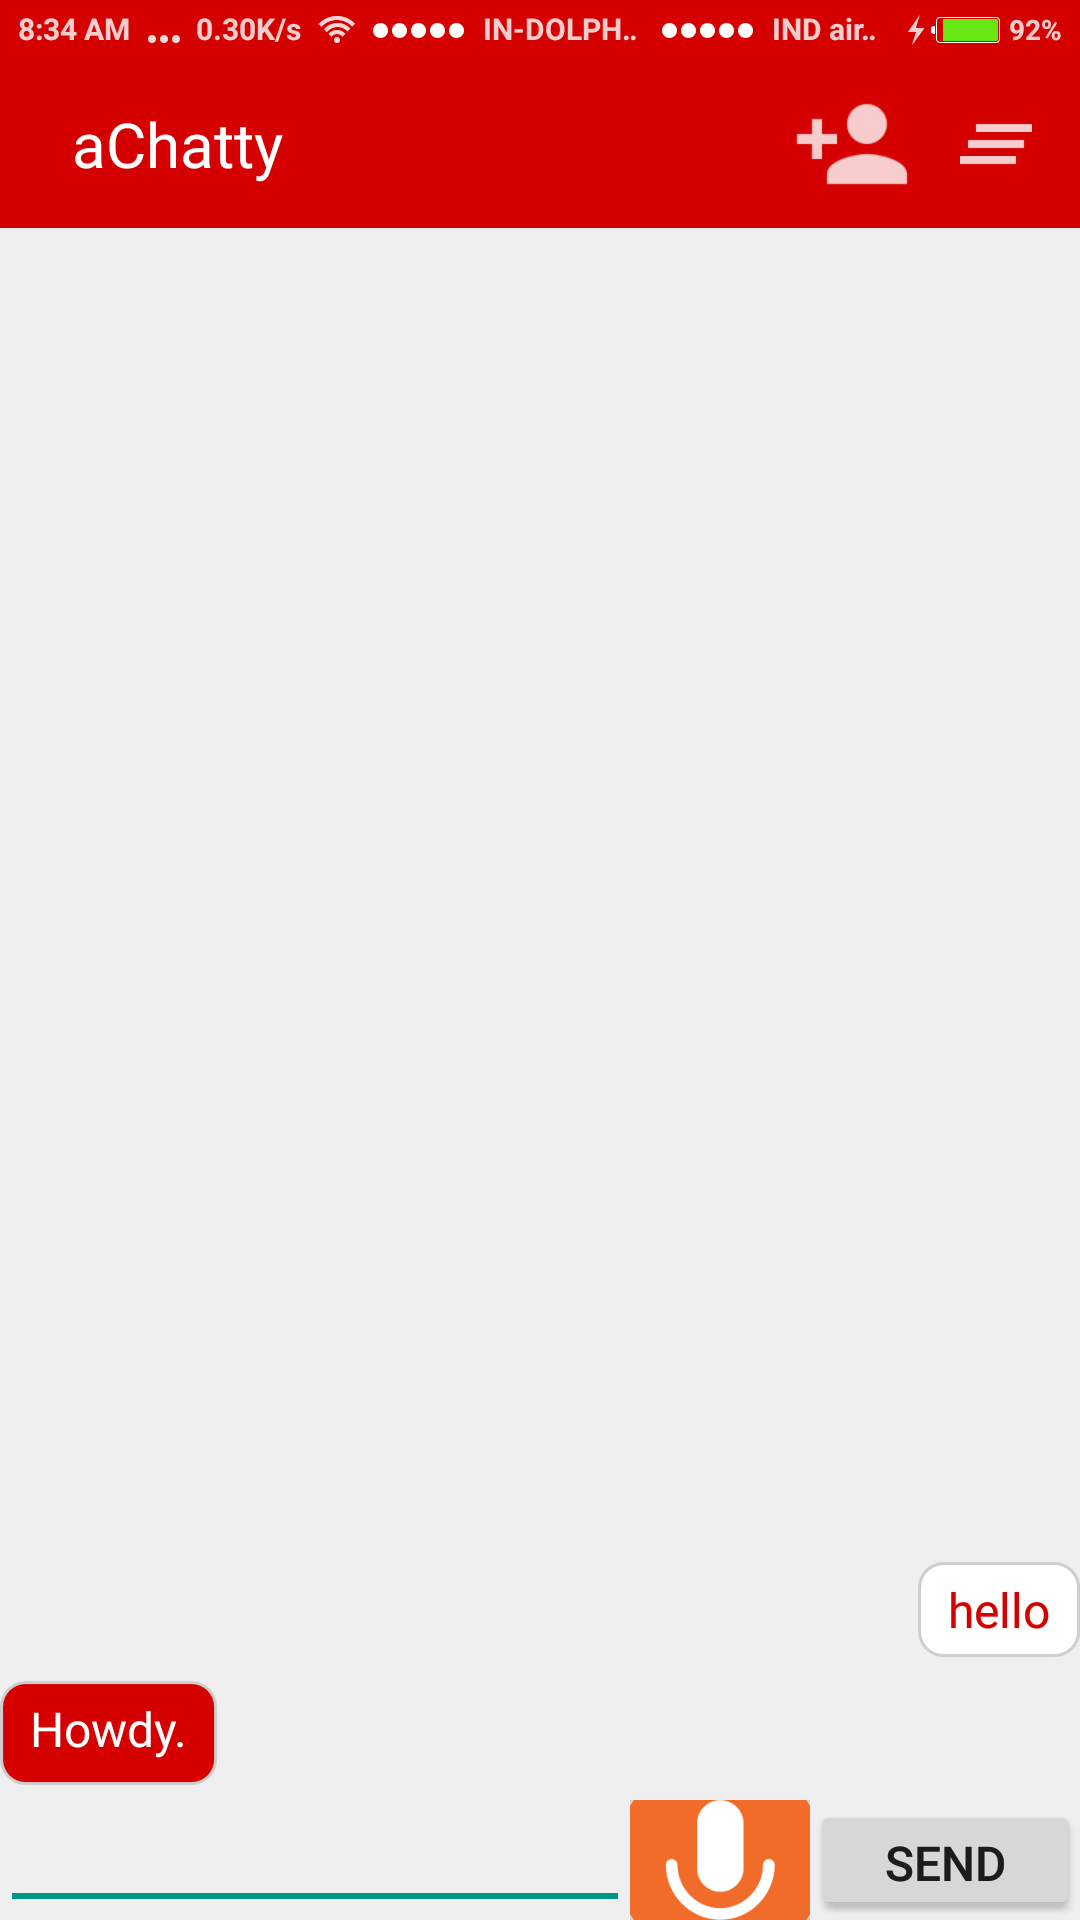 8:34 AM ... 0.30K/s IN-DOLPH.. IND air.. 92%
aChatty
hello
Howdy.
SEND